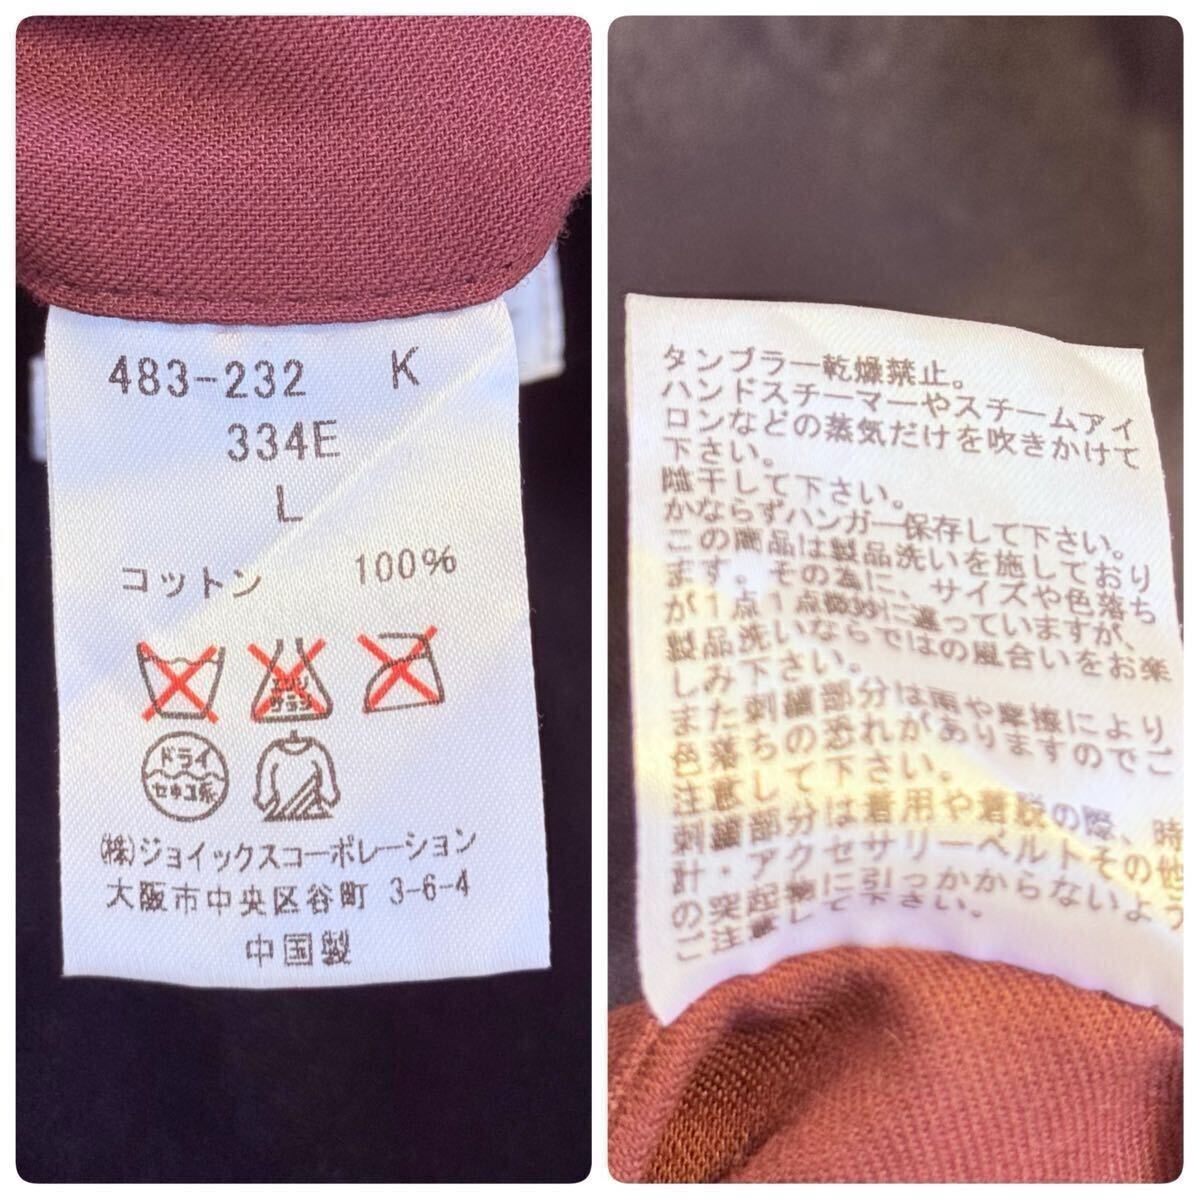 483-232 K
334E
L
コットン 100%
エンソ
サラシ
ドライ
セキユ系
(株)ジョイックスコーポレーション
大阪市中央区谷町 3-6-4
中国製
タンブラー乾燥禁止。
ハンドスチーマーやスチームアイ
ロンなどの蒸気だけを吹きかけて
下さい。
陰干して下さい。
かならずハンガー保存して下さい。
この商品は製品洗いを施しており
ます。その為に、サイズや色落ち
が1点1点微妙に違っていますが、
製品洗いならではの風合いをお楽
しみ下さい。
また刺繍部分は雨や摩擦により
色落ちの恐れがありますのでご
注意して下さい。
刺繍部分は着用や着脱の際、時
計・アクセサリーベルトその他
の突起物に引っかからないよう
ご注意して下さい。